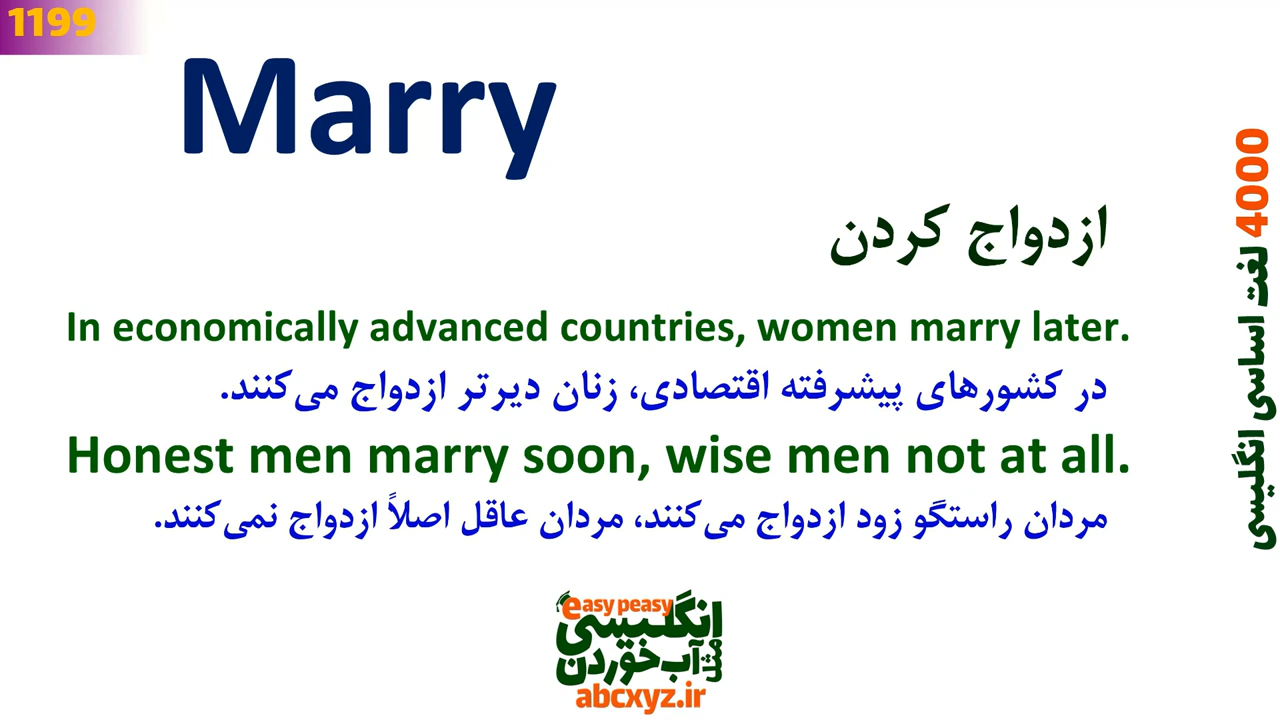 1199
Marry
ازدواج کردن
In economically advanced countries, women marry later.
در کشورهای پیشرفته اقتصادی، زنان دیرتر ازدواج می‌کنند.
Honest men marry soon, wise men not at all.
مردان راستگو زود ازدواج می‌کنند، مردان عاقل اصلاً ازدواج نمی‌کنند.
4000 لغت اساسی انگلیسی
easy peasy
انگلیسی
مثل آب خوردن
abcxyz.ir